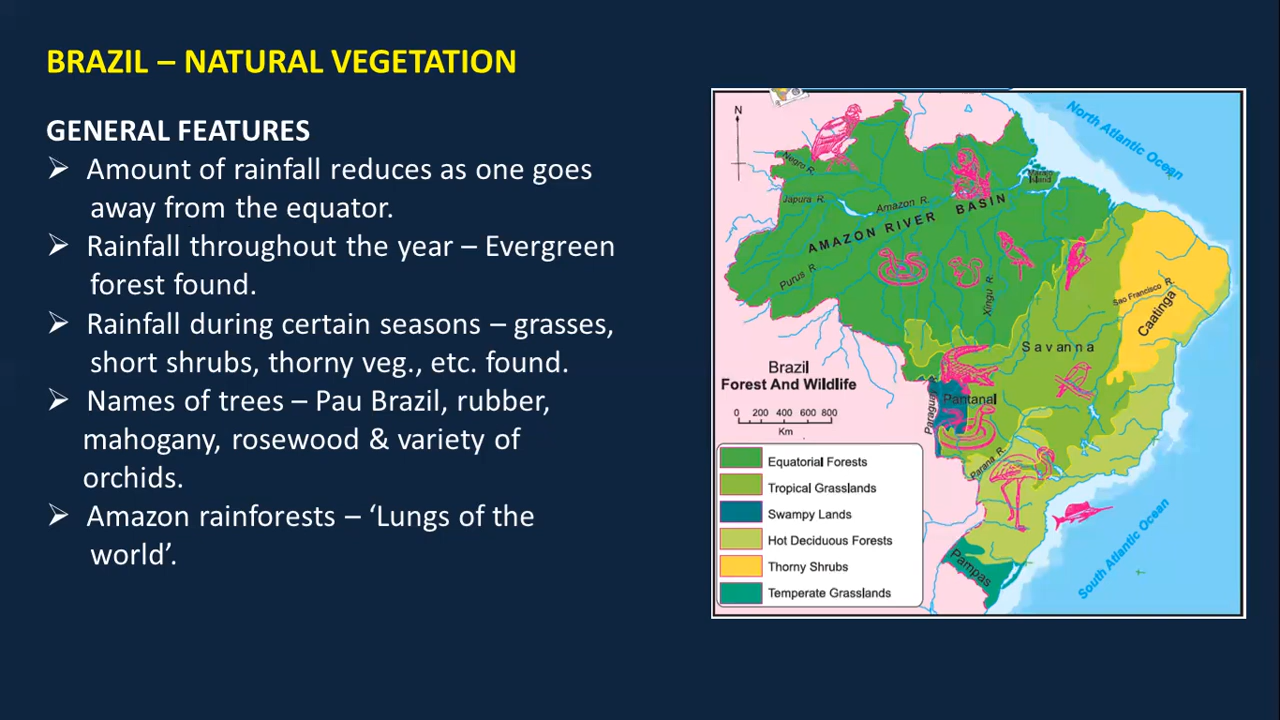 BRAZIL – NATURAL VEGETATION
GENERAL FEATURES
➢ Amount of rainfall reduces as one goes
away from the equator.
➢ Rainfall throughout the year – Evergreen
forest found.
➢ Rainfall during certain seasons – grasses,
short shrubs, thorny veg., etc. found.
➢ Names of trees – Pau Brazil, rubber,
mahogany, rosewood & variety of
orchids.
➢ Amazon rainforests – ‘Lungs of the
world’.
N
North Atlantic Ocean
Negro R.
Island
Japura R.
Amazon R.
AMAZON RIVER BASIN
Purus R.
Xingu R.
Sao Francisco R.
Caatinga
Savanna
Brazil
Forest And Wildlife
0 200 400 600 800
Km
Paraguay
Pantanal
Parana R.
South Atlantic Ocean
Pampas
Equatorial Forests
Tropical Grasslands
Swampy Lands
Hot Deciduous Forests
Thorny Shrubs
Temperate Grasslands